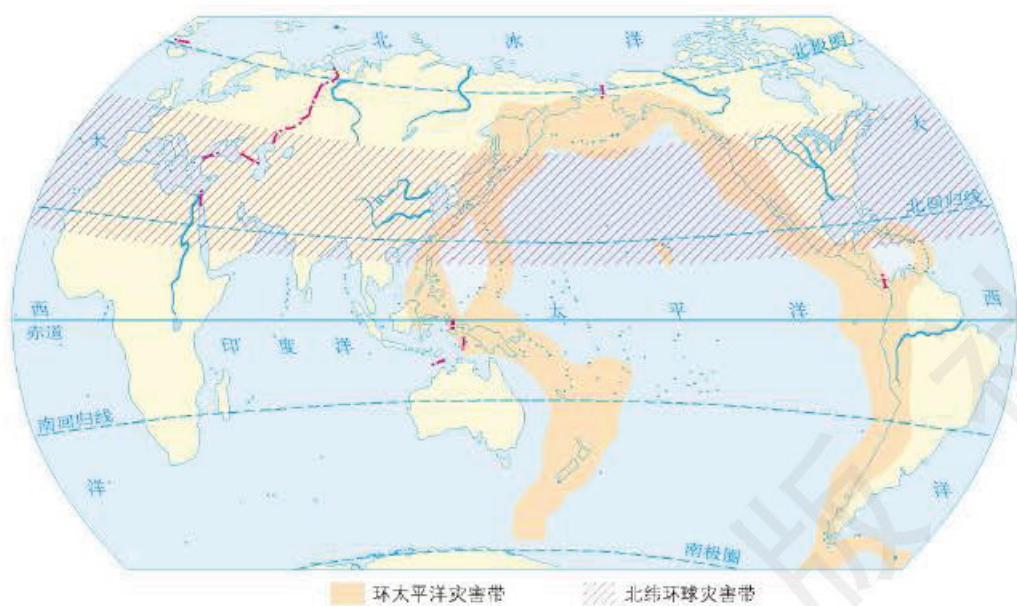 北冰洋
北极圈
大
大
北回归线
西
赤道
太平洋
西
印度洋
南回归线
洋
洋
南极圈
环太平洋灾害带
北纬环球灾害带
版